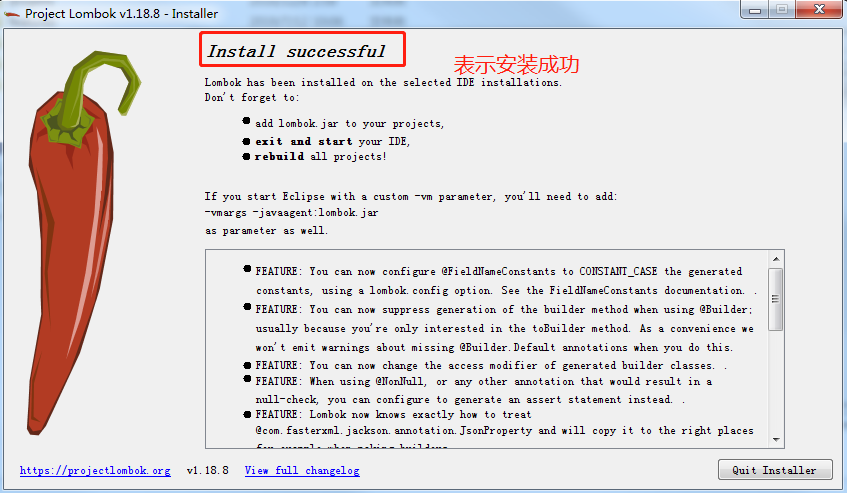 Project Lombok v1.18.8 - Installer
Install successful
表示安装成功
Lombok has been installed on the selected IDE installations.
Don't forget to:
add lombok.jar to your projects,
exit and start your IDE,
rebuild all projects!
If you start Eclipse with a custom -vm parameter, you'll need to add:
-vmargs -javaagent:lombok.jar
as parameter as well.
FEATURE: You can now configure @FieldNameConstants to CONSTANT_CASE the generated
constants, using a lombok.config option. See the FieldNameConstants documentation. .
FEATURE: You can now suppress generation of the builder method when using @Builder;
usually because you're only interested in the toBuilder method. As a convenience we
won't emit warnings about missing @Builder.Default annotations when you do this.
FEATURE: You can now change the access modifier of generated builder classes. .
FEATURE: When using @NonNull, or any other annotation that would result in a
null-check, you can configure to generate an assert statement instead. .
FEATURE: Lombok now knows exactly how to treat
@com.fasterxml.jackson.annotation.JsonProperty and will copy it to the right places
for example when making builders.
https://projectlombok.org v1.18.8 View full changelog
Quit Installer